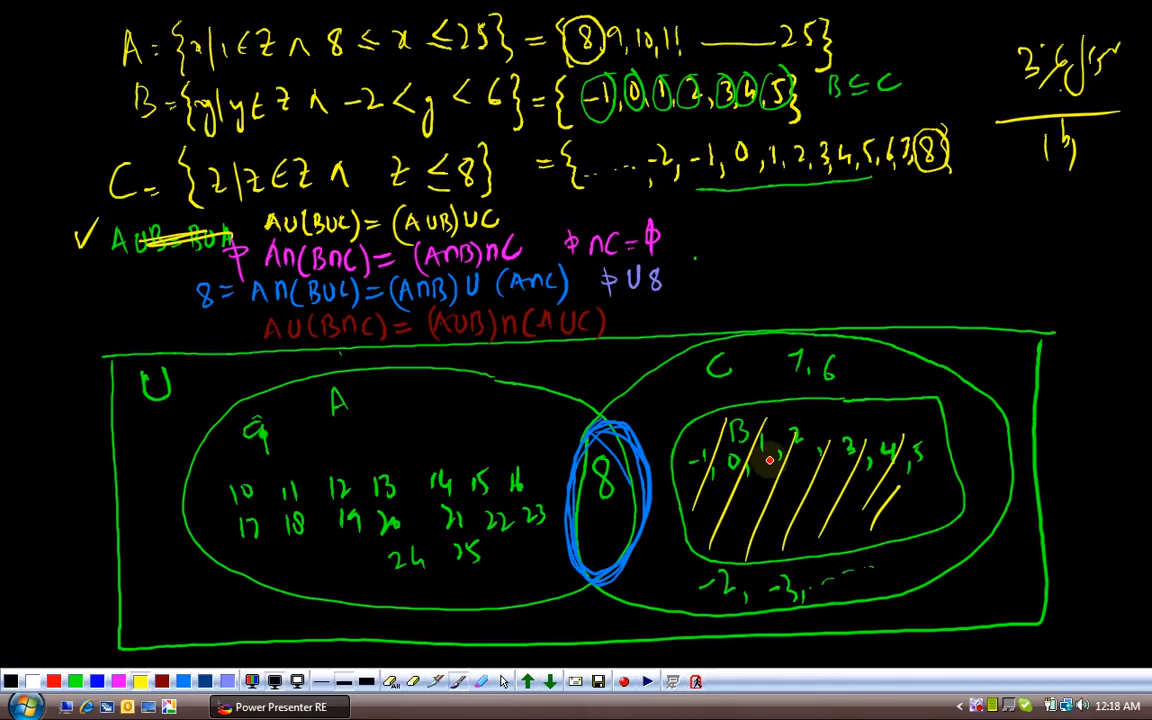 A = {x|x ∈ Z ∧ 8 ≤ x ≤ 25} = {8, 9, 10, 11 —— 25}
B = {y|y ∈ Z ∧ -2 < y < 6} = {-1, 0, 1, 2, 3, 4, 5} B ⊆ C
C = {z|z ∈ Z ∧ z ≤ 8} = {...... -2, -1, 0, 1, 2, 3, 4, 5, 6, 7, 8}
✓ A∪B=B∪A A∪(B∪C) = (A∪B)∪C
φ A∩(B∩C) = (A∩B)∩C φ∩C=φ
8 = A∩(B∪C) = (A∩B)∪(A∩C) φ∪8
A∪(B∩C) = (A∪B)∩(A∪C)
U A C 7, 6
9
B 1, 2, 3, 4, 5
-1, 0,
8
10 11 12 13 14 15 16
17 18 19 20 21 22 23
24 25
-2, -3, ------
Power Presenter RE
12:18 AM